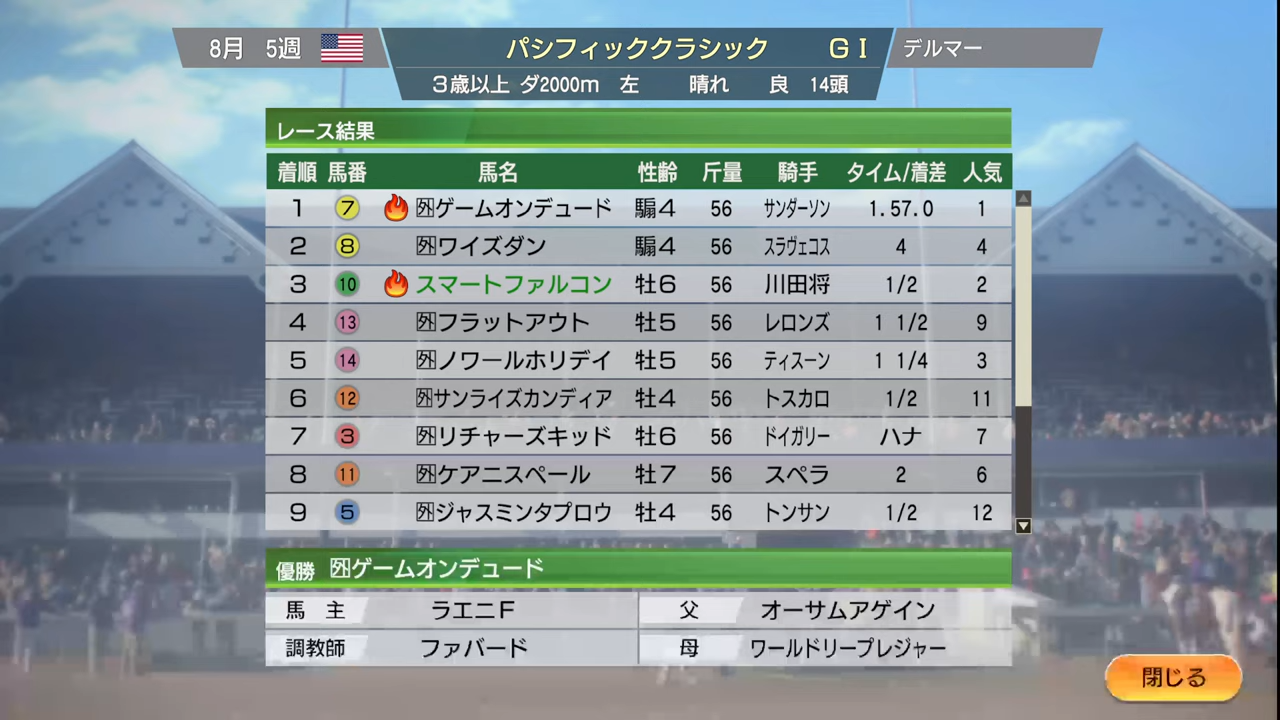 8月 5週 パシフィッククラシック GⅠ デルマー
3歳以上 ダ2000m 左 晴れ 良 14頭
レース結果
着順 馬番 馬名 性齢 斤量 騎手 タイム/着差 人気
1 7 外ゲームオンデュード 騸4 56 サンダーソン 1.57.0 1
2 8 外ワイズダン 騸4 56 スラヴェコス 4 4
3 10 スマートファルコン 牡6 56 川田将 1/2 2
4 13 外フラットアウト 牡5 56 レロンズ 1 1/2 9
5 14 外ノワールホリデイ 牡5 56 ティスーン 1 1/4 3
6 12 外サンライズカンディア 牡4 56 トスカロ 1/2 11
7 3 外リチャーズキッド 牡6 56 ドイガリー ハナ 7
8 11 外ケアニスペール 牡7 56 スペラ 2 6
9 5 外ジャスミンタプロウ 牡4 56 トンサン 1/2 12
優勝 外ゲームオンデュード
馬主 ラエニF 父 オーサムアゲイン
調教師 ファバード 母 ワールドリープレジャー
閉じる